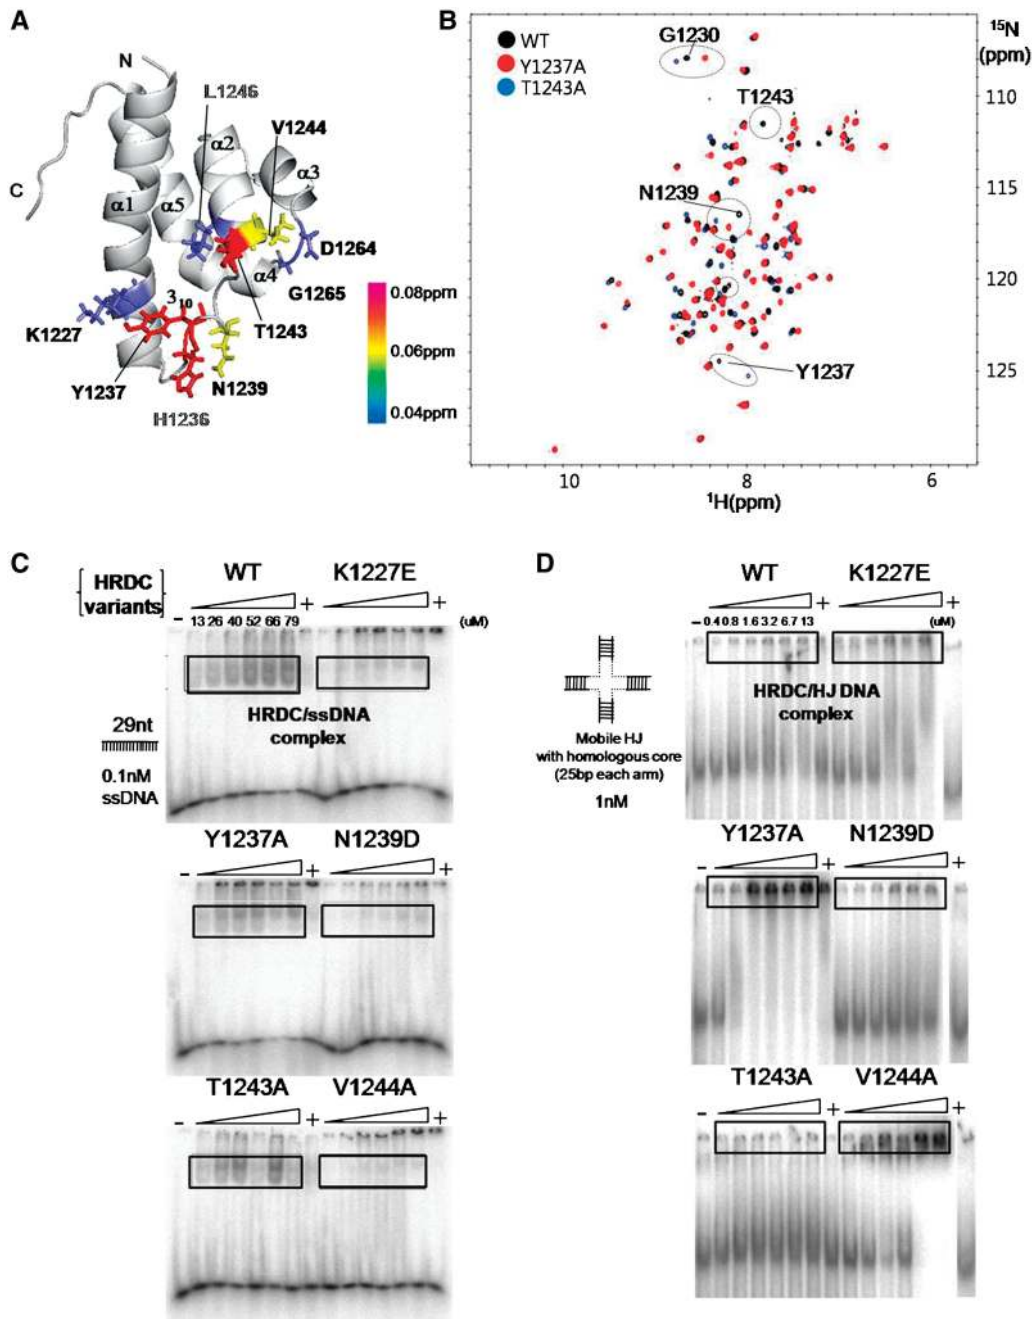 A
N
L1246
V1244
α2
α3
C
α1
α5
D1264
α4
G1265
K1227
3₁₀
T1243
Y1237
N1239
H1236
0.08ppm
0.06ppm
0.04ppm
B
WT
Y1237A
T1243A
G1230
T1243
N1239
Y1237
¹⁵N
(ppm)
110
115
120
125
10 8 6
¹H(ppm)
C
HRDC
variants
WT K1227E
− 13 26 40 52 66 79 + + (uM)
HRDC/ssDNA
complex
29nt
0.1nM
ssDNA
Y1237A N1239D
− + +
T1243A V1244A
− + +
D
WT K1227E
− 0.4 0.8 1.6 3.2 6.7 13 + + (uM)
HRDC/HJ DNA
complex
Mobile HJ
with homologous core
(25bp each arm)
1nM
Y1237A N1239D
− + +
T1243A V1244A
− + +